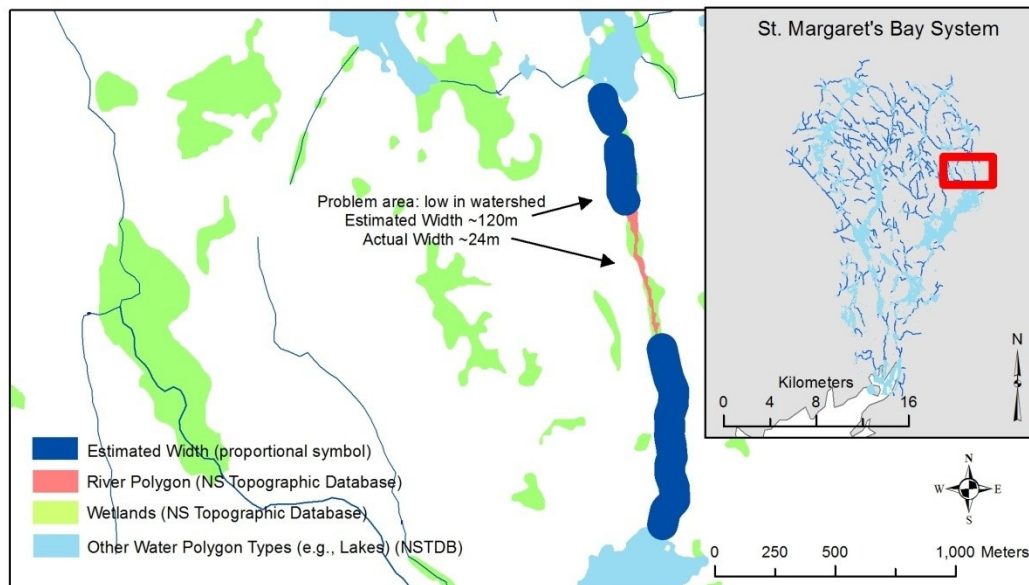 St. Margaret's Bay System
Problem area: low in watershed
Estimated Width ~120m
Actual Width ~24m
N
Kilometers
0 4 8 16
Estimated Width (proportional symbol)
River Polygon (NS Topographic Database)
Wetlands (NS Topographic Database)
Other Water Polygon Types (e.g., Lakes) (NSTDB)
N
W E
S
0 250 500 1,000 Meters